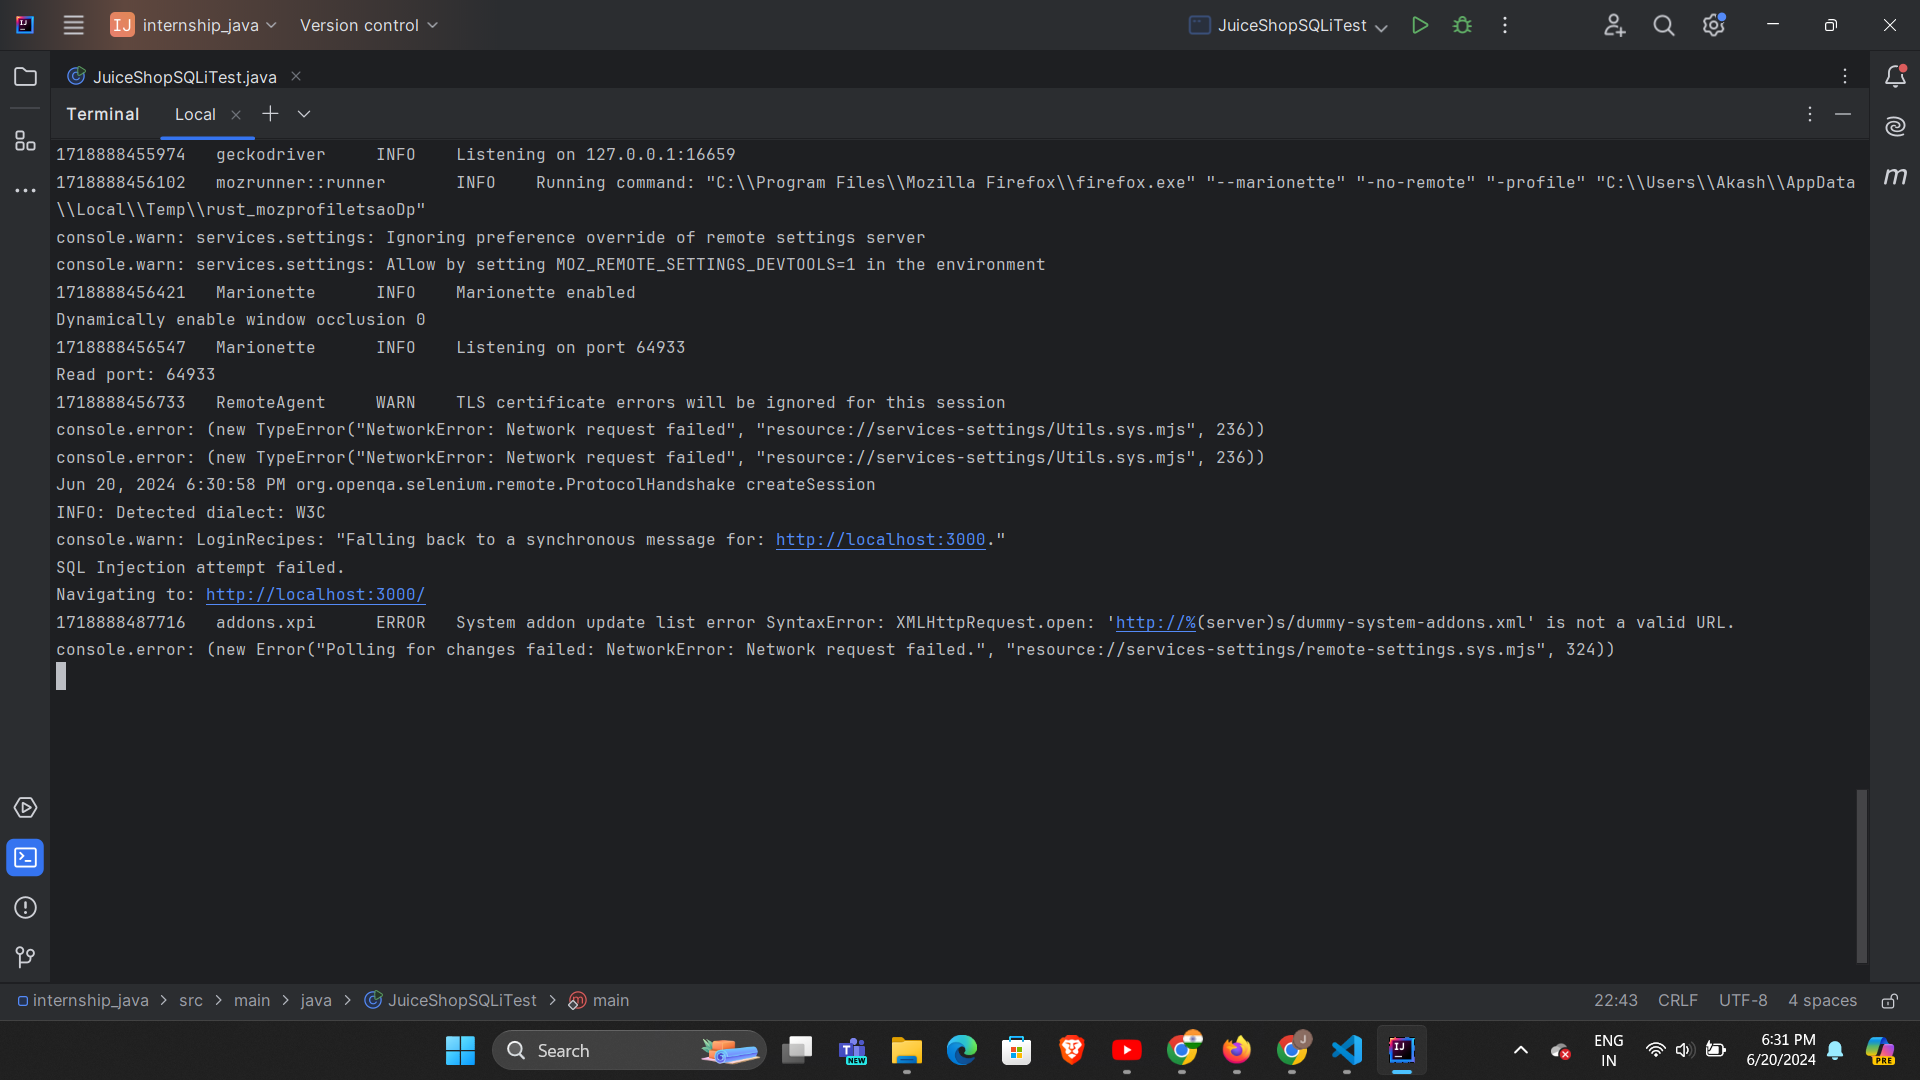 IJ internship_java Version control JuiceShopSQLiTest
JuiceShopSQLiTest.java
Terminal Local
1718888455974 geckodriver INFO Listening on 127.0.0.1:16659
1718888456102 mozrunner::runner INFO Running command: "C:\\Program Files\\Mozilla Firefox\\firefox.exe" "--marionette" "-no-remote" "-profile" "C:\\Users\\Akash\\AppData
\\Local\\Temp\\rust_mozprofiletsaoDp"
console.warn: services.settings: Ignoring preference override of remote settings server
console.warn: services.settings: Allow by setting MOZ_REMOTE_SETTINGS_DEVTOOLS=1 in the environment
1718888456421 Marionette INFO Marionette enabled
Dynamically enable window occlusion 0
1718888456547 Marionette INFO Listening on port 64933
Read port: 64933
1718888456733 RemoteAgent WARN TLS certificate errors will be ignored for this session
console.error: (new TypeError("NetworkError: Network request failed", "resource://services-settings/Utils.sys.mjs", 236))
console.error: (new TypeError("NetworkError: Network request failed", "resource://services-settings/Utils.sys.mjs", 236))
Jun 20, 2024 6:30:58 PM org.openqa.selenium.remote.ProtocolHandshake createSession
INFO: Detected dialect: W3C
console.warn: LoginRecipes: "Falling back to a synchronous message for: http://localhost:3000."
SQL Injection attempt failed.
Navigating to: http://localhost:3000/
1718888487716 addons.xpi ERROR System addon update list error SyntaxError: XMLHttpRequest.open: 'http://%(server)s/dummy-system-addons.xml' is not a valid URL.
console.error: (new Error("Polling for changes failed: NetworkError: Network request failed.", "resource://services-settings/remote-settings.sys.mjs", 324))
internship_java > src > main > java > JuiceShopSQLiTest > main 22:43 CRLF UTF-8 4 spaces
Search
NEW
J
IJ
ENG
IN
6:31 PM
6/20/2024
PRE